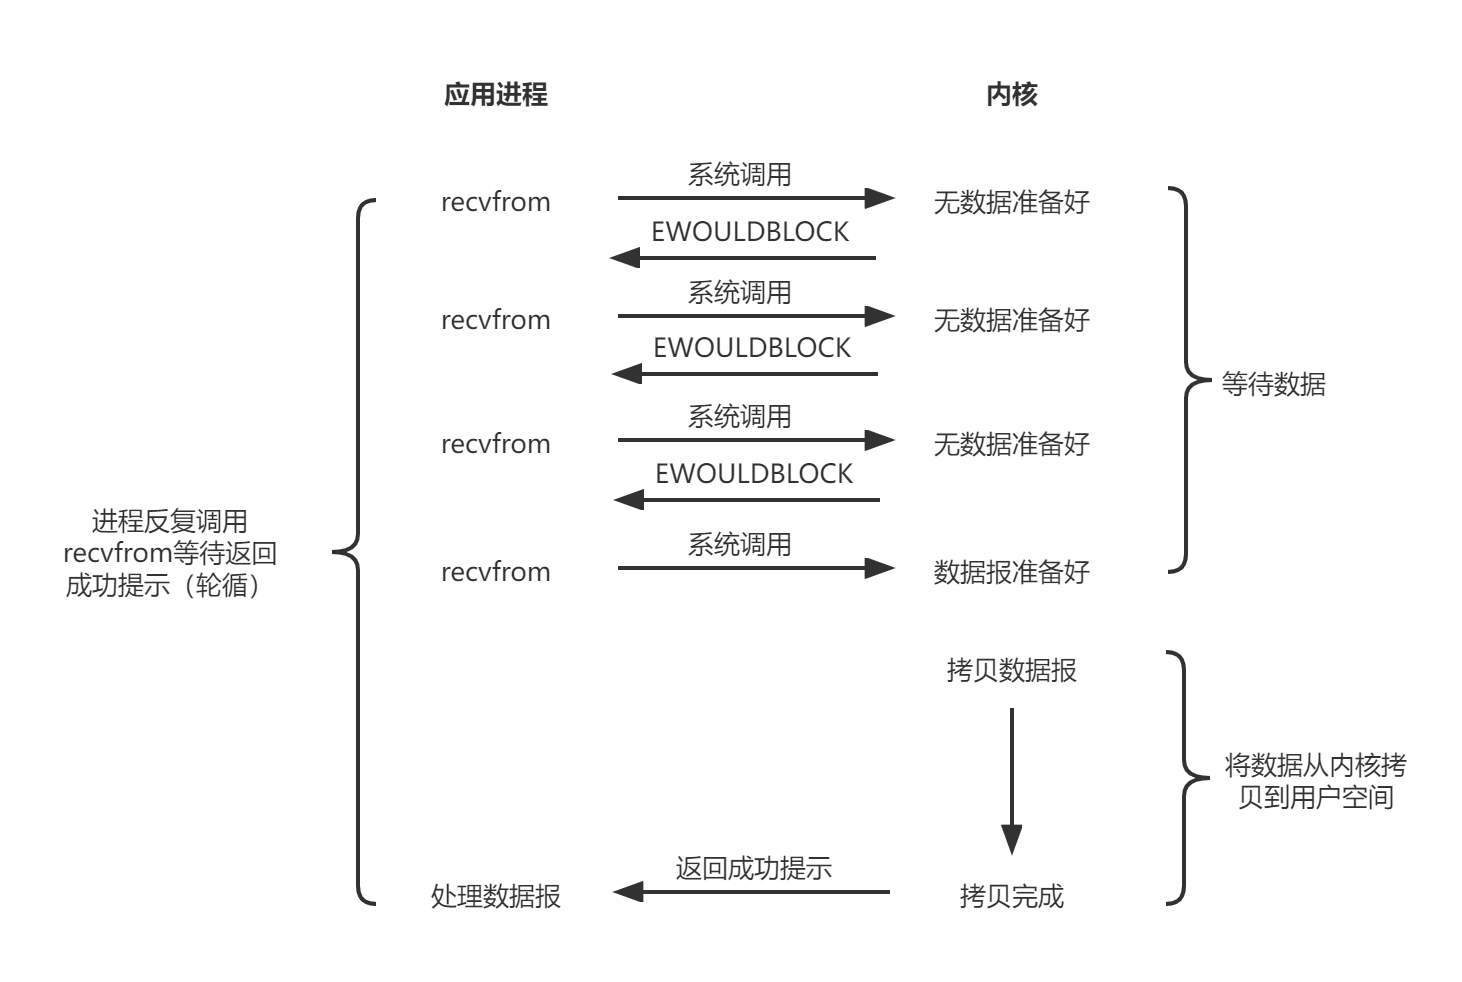 应用进程
内核
系统调用
recvfrom
无数据准备好
EWOULDBLOCK
系统调用
recvfrom
无数据准备好
EWOULDBLOCK
等待数据
系统调用
recvfrom
无数据准备好
EWOULDBLOCK
进程反复调用
recvfrom等待返回
成功提示（轮循）
系统调用
recvfrom
数据报准备好
拷贝数据报
将数据从内核拷
贝到用户空间
返回成功提示
处理数据报
拷贝完成